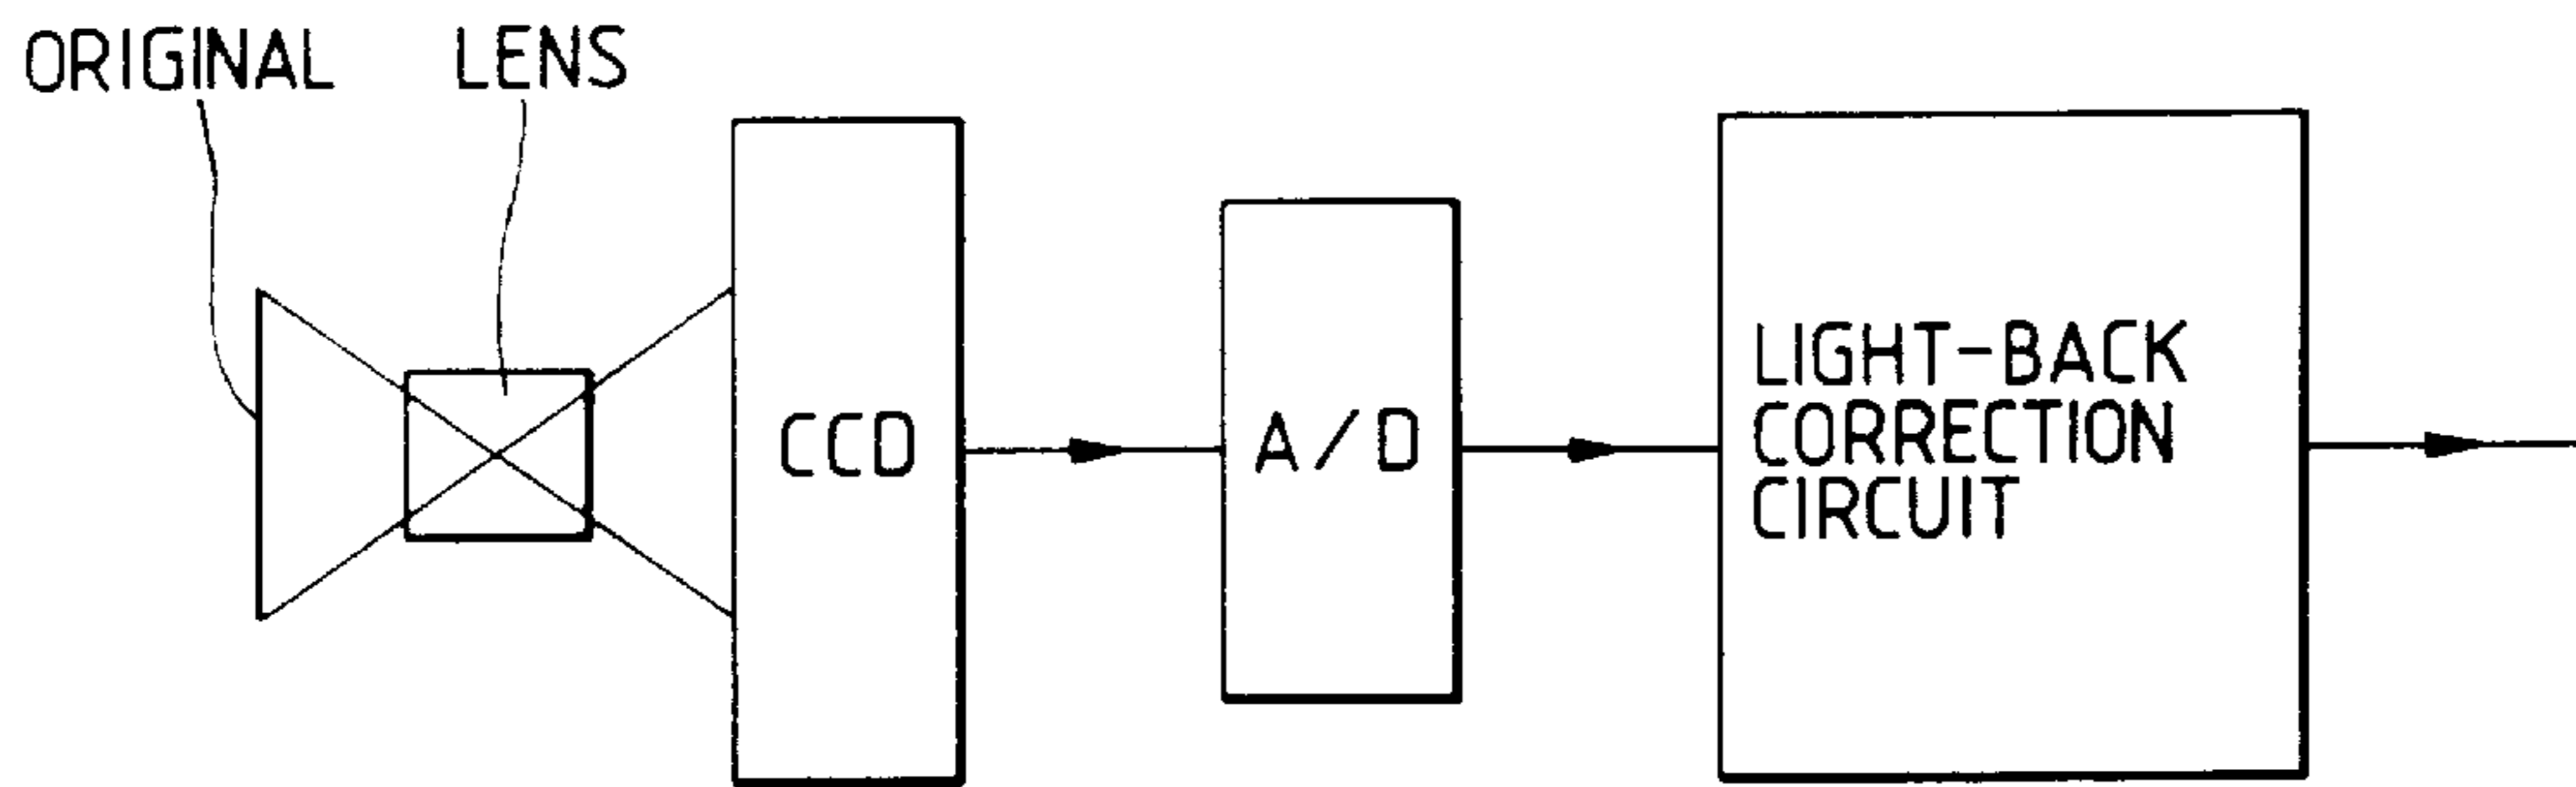 ORIGINAL LENS
CCD
A/D
LIGHT-BACK
CORRECTION
CIRCUIT